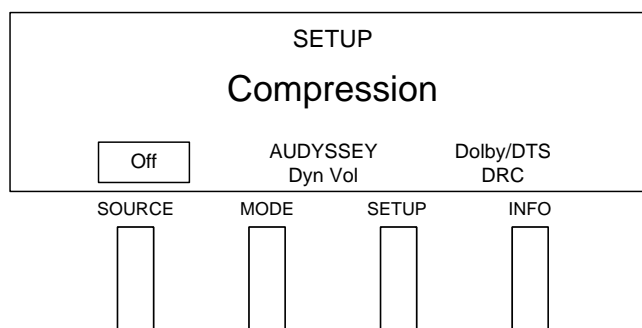 SETUP
Compression
Off AUDYSSEY Dolby/DTS
Dyn Vol DRC
SOURCE MODE SETUP INFO